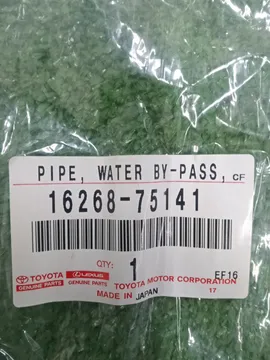 PIPE, WATER BY-PASS, CF
16268-75141
QTY: 1 EF16
TOYOTA LEXUS TOYOTA MOTOR CORPORATION
GENUINE PARTS GENUINE PARTS 17
MADE IN JAPAN